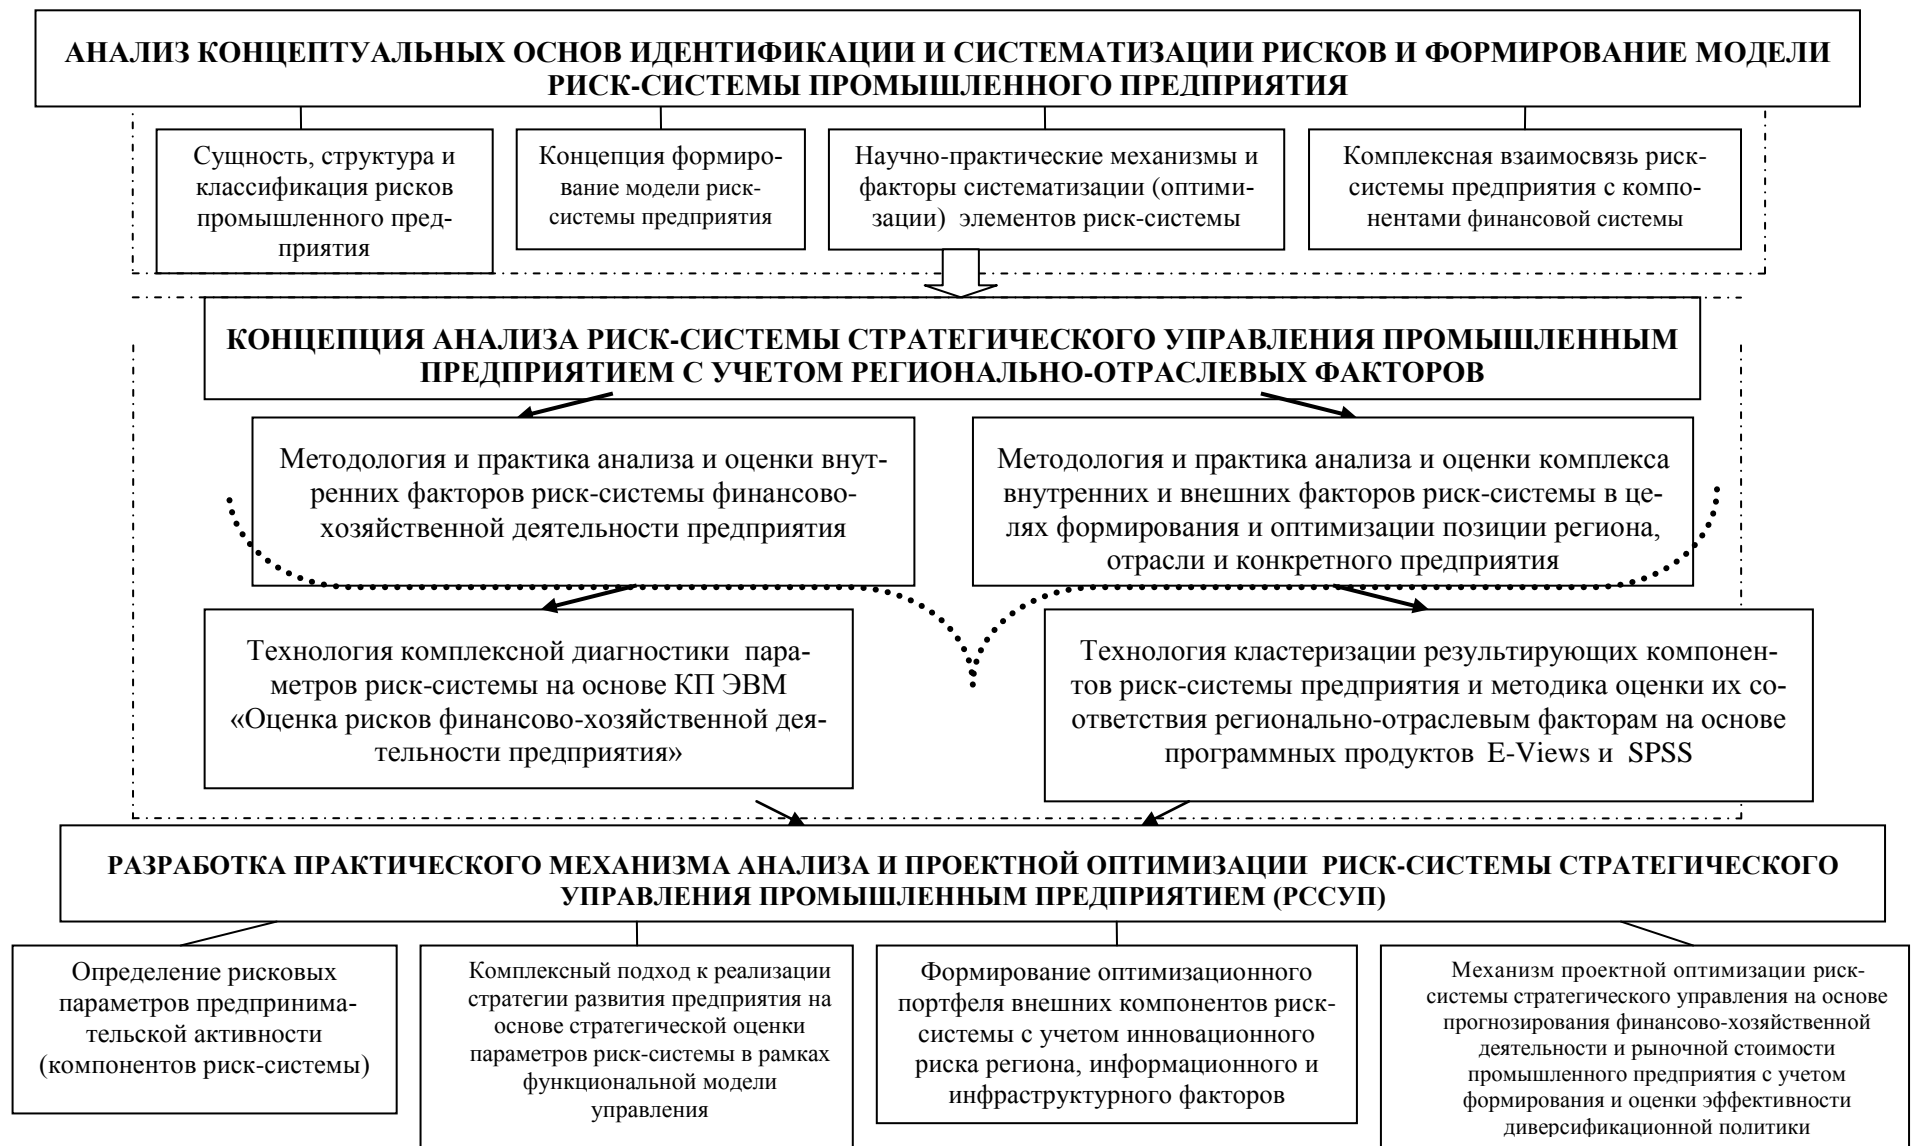 АНАЛИЗ КОНЦЕПТУАЛЬНЫХ ОСНОВ ИДЕНТИФИКАЦИИ И СИСТЕМАТИЗАЦИИ РИСКОВ И ФОРМИРОВАНИЕ МОДЕЛИ
РИСК-СИСТЕМЫ ПРОМЫШЛЕННОГО ПРЕДПРИЯТИЯ
Сущность, структура и
классификация рисков
промышленного пред-
приятия
Концепция формиро-
вание модели риск-
системы предприятия
Научно-практические механизмы и
факторы систематизации (оптими-
зации) элементов риск-системы
Комплексная взаимосвязь риск-
системы предприятия с компо-
нентами финансовой системы
КОНЦЕПЦИЯ АНАЛИЗА РИСК-СИСТЕМЫ СТРАТЕГИЧЕСКОГО УПРАВЛЕНИЯ ПРОМЫШЛЕННЫМ
ПРЕДПРИЯТИЕМ С УЧЕТОМ РЕГИОНАЛЬНО-ОТРАСЛЕВЫХ ФАКТОРОВ
Методология и практика анализа и оценки внут-
ренних факторов риск-системы финансово-
хозяйственной деятельности предприятия
Методология и практика анализа и оценки комплекса
внутренних и внешних факторов риск-системы в це-
лях формирования и оптимизации позиции региона,
отрасли и конкретного предприятия
Технология комплексной диагностики пара-
метров риск-системы на основе КП ЭВМ
«Оценка рисков финансово-хозяйственной дея-
тельности предприятия»
Технология кластеризации результирующих компонен-
тов риск-системы предприятия и методика оценки их со-
ответствия регионально-отраслевым факторам на основе
программных продуктов E-Views и SPSS
РАЗРАБОТКА ПРАКТИЧЕСКОГО МЕХАНИЗМА АНАЛИЗА И ПРОЕКТНОЙ ОПТИМИЗАЦИИ РИСК-СИСТЕМЫ СТРАТЕГИЧЕСКОГО
УПРАВЛЕНИЯ ПРОМЫШЛЕННЫМ ПРЕДПРИЯТИЕМ (РССУП)
Определение рисковых
параметров предпринима-
тельской активности
(компонентов риск-системы)
Комплексный подход к реализации
стратегии развития предприятия на
основе стратегической оценки
параметров риск-системы в рамках
функциональной модели
управления
Формирование оптимизационного
портфеля внешних компонентов риск-
системы с учетом инновационного
риска региона, информационного и
инфраструктурного факторов
Механизм проектной оптимизации риск-
системы стратегического управления на основе
прогнозирования финансово-хозяйственной
деятельности и рыночной стоимости
промышленного предприятия с учетом
формирования и оценки эффективности
диверсификационной политики